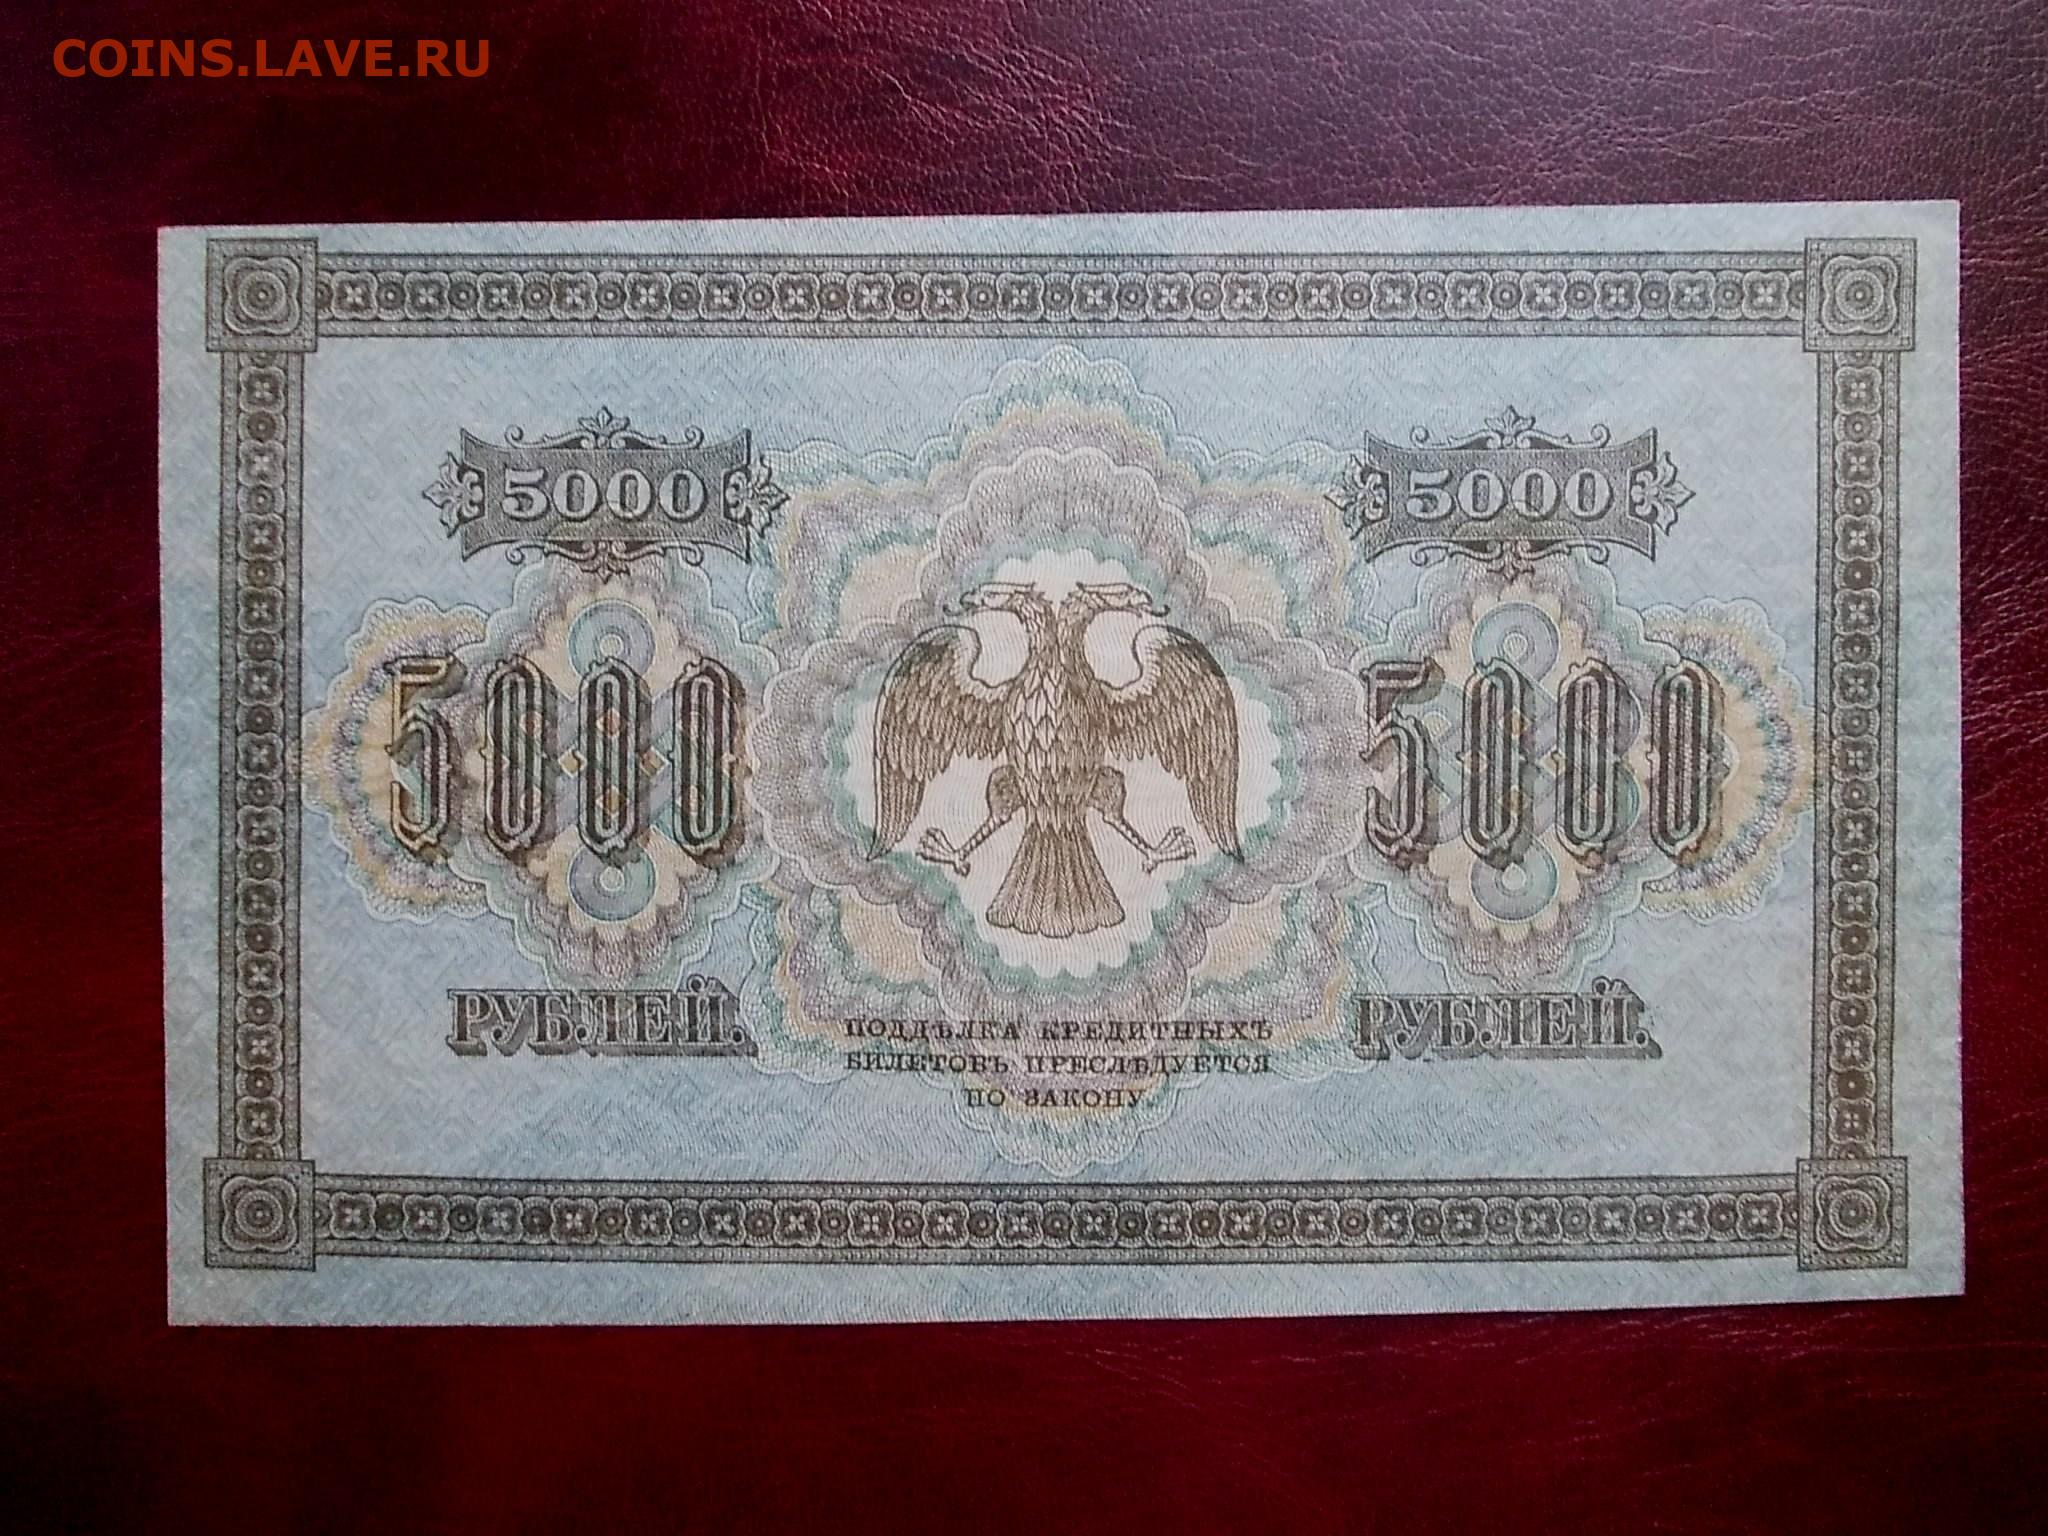 COINS.LAVE.RU
5000
5000
5000
5000
РУБЛЕЙ.
РУБЛЕЙ.
ПОДДѢЛКА КРЕДИТНЫХЪ
БИЛЕТОВЪ ПРЕСЛѢДУЕТСЯ
ПО ЗАКОНУ.